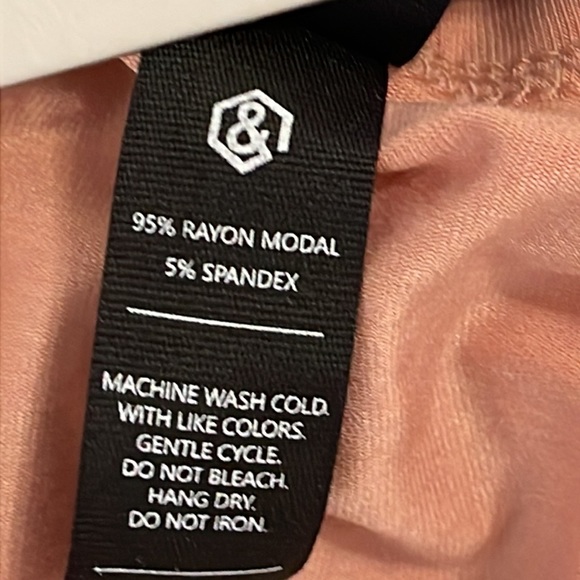 &
95% RAYON MODAL
5% SPANDEX
MACHINE WASH COLD.
WITH LIKE COLORS.
GENTLE CYCLE.
DO NOT BLEACH.
HANG DRY.
DO NOT IRON.